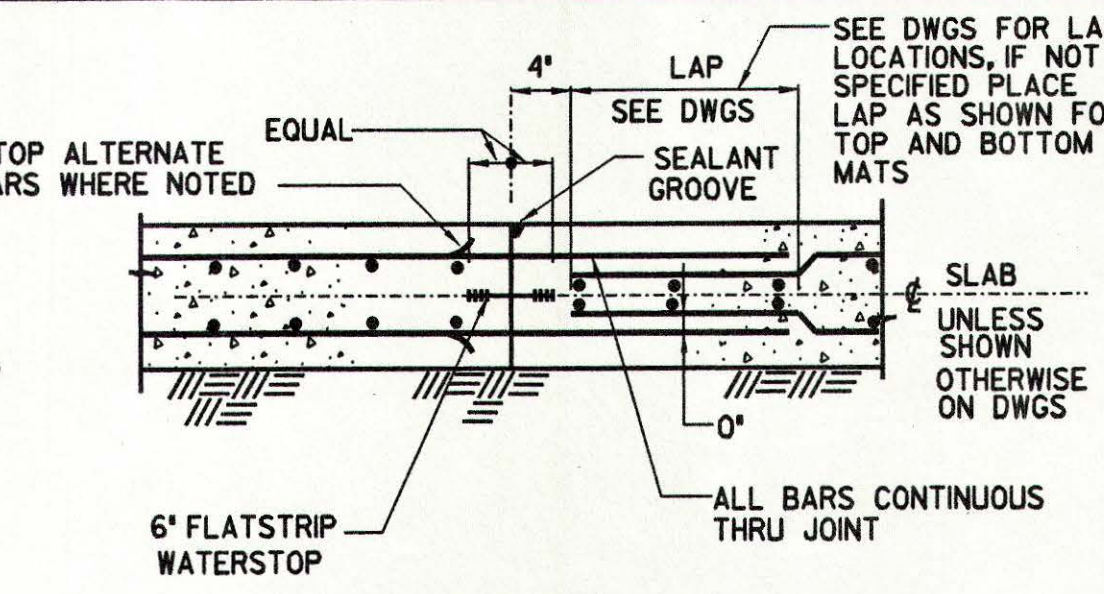 SEE DWGS FOR LA
LOCATIONS, IF NOT
SPECIFIED PLACE
LAP AS SHOWN FO
TOP AND BOTTOM
MATS
4"
LAP
SEE DWGS
EQUAL
TOP ALTERNATE
ARS WHERE NOTED
SEALANT
GROOVE
℄ SLAB
UNLESS
SHOWN
OTHERWISE
ON DWGS
0"
ALL BARS CONTINUOUS
THRU JOINT
6" FLATSTRIP
WATERSTOP